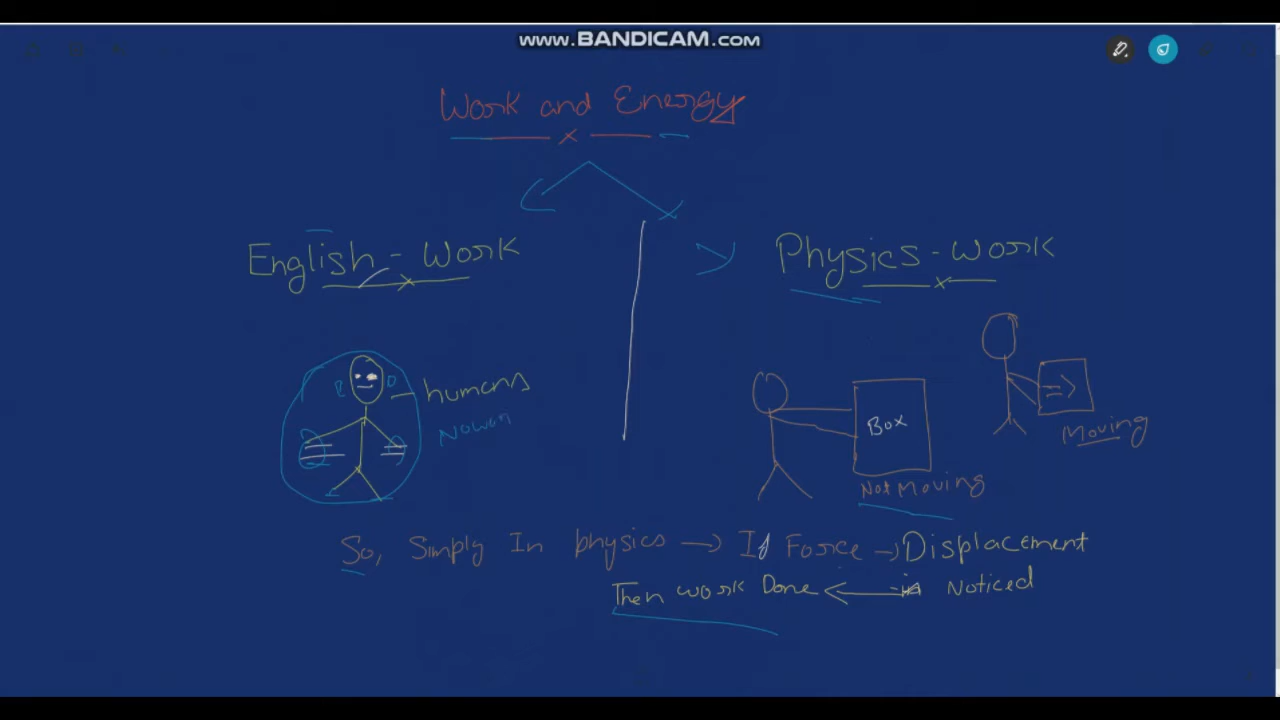 www.BANDICAM.com
Work and Energy
English - Work
Physics - Work
humans
Box
Not Moving
Moving
So, Simply In physics → If Force → Displacement
Then work Done ← Noticed